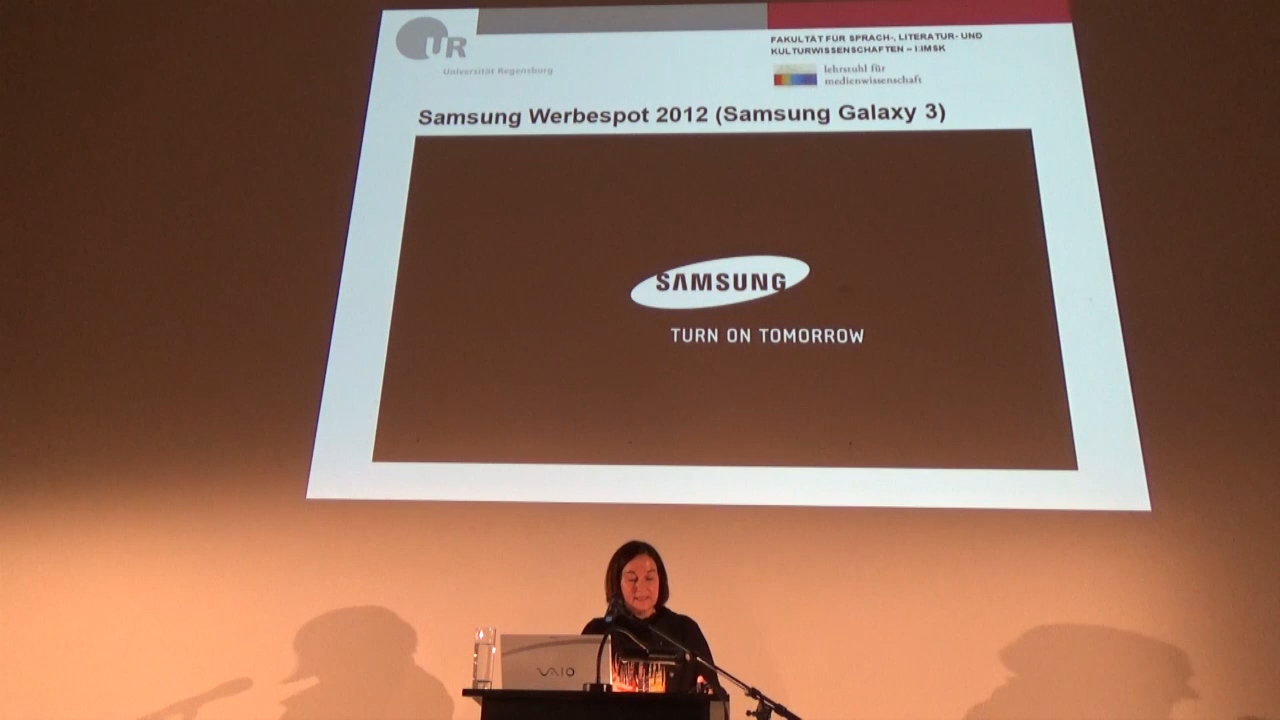 UR
Universität Regensburg
FAKULTÄT FÜR SPRACH-, LITERATUR- UND
KULTURWISSENSCHAFTEN – I:IMSK
lehrstuhl für
medienwissenschaft
Samsung Werbespot 2012 (Samsung Galaxy 3)
SAMSUNG
TURN ON TOMORROW
VAIO